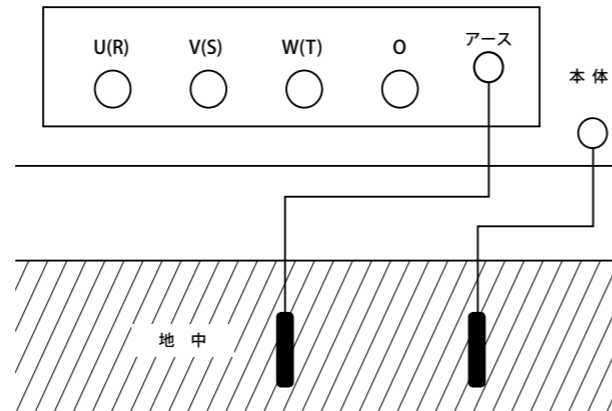 U(R) V(S) W(T) O アース
本 体
地 中